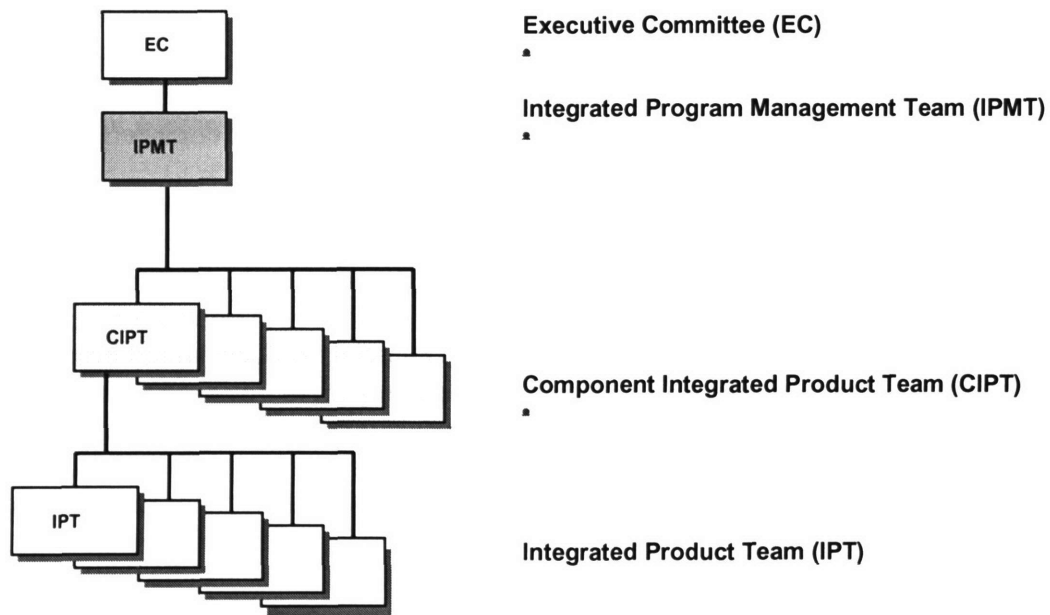 EC
Executive Committee (EC)
IPMT
Integrated Program Management Team (IPMT)
CIPT
Component Integrated Product Team (CIPT)
IPT
Integrated Product Team (IPT)